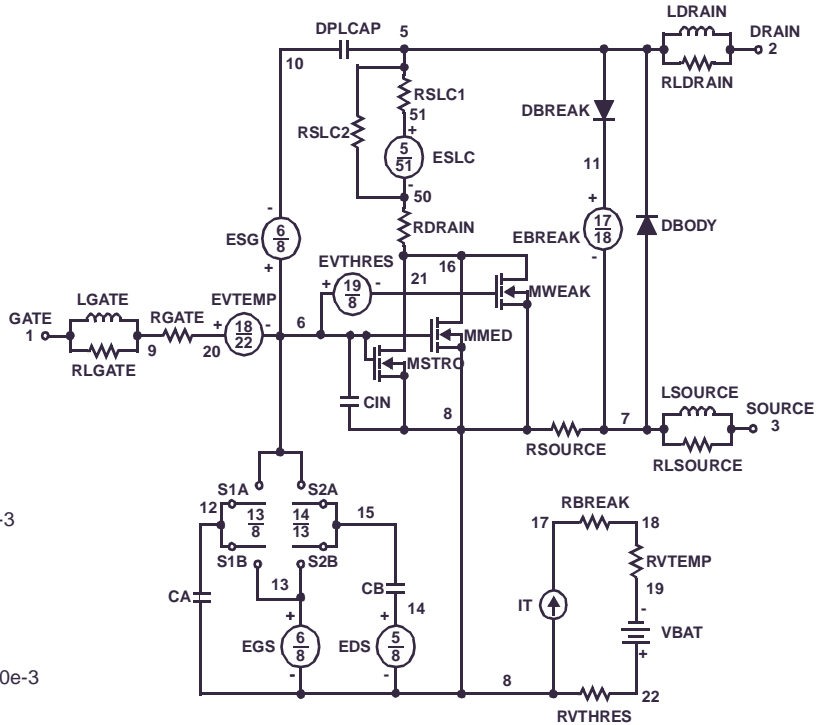 LDRAIN
DPLCAP 5 DRAIN
2
10
RLDRAIN
RSLC1
51
DBREAK
RSLC2
+
5
51
ESLC
11
-
50
-
RDRAIN
+
17
18
EBREAK
-
DBODY
6
8
ESG
+
EVTHRES
16
21
+ 19
8 -
MWEAK
LGATE
EVTEMP
GATE
1
RGATE
+ 18
22 -
6
MMED
9
20
RLGATE
MSTRO
CIN
LSOURCE
8
7
SOURCE
3
RSOURCE
RLSOURCE
S1A
S2A
12
13
8
14
13
15
RBREAK
17
18
-3
S1B
S2B
RVTEMP
13
CB
19
CA
14
IT
-
+
+
VBAT
EGS
6
8
EDS
5
8
+
-
-
8
22
0e-3
RVTHRES